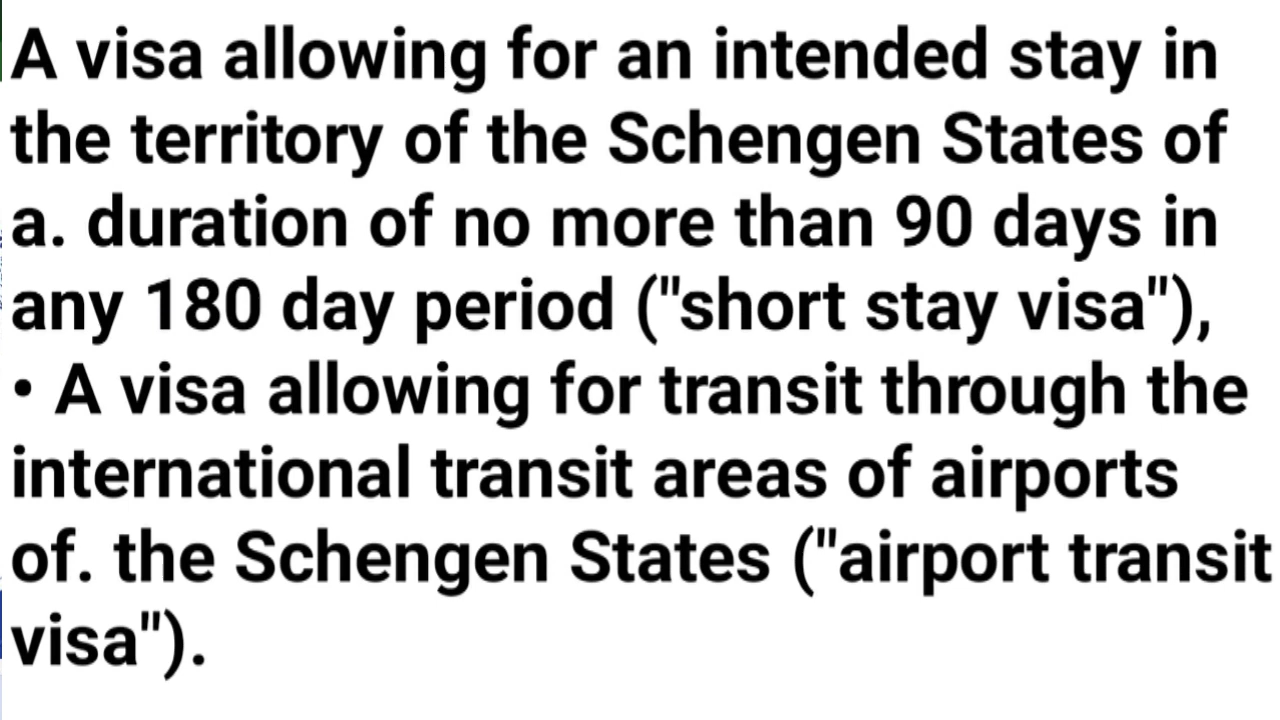 A visa allowing for an intended stay in
the territory of the Schengen States of
a. duration of no more than 90 days in
any 180 day period ("short stay visa"),
• A visa allowing for transit through the
international transit areas of airports
of. the Schengen States ("airport transit
visa").